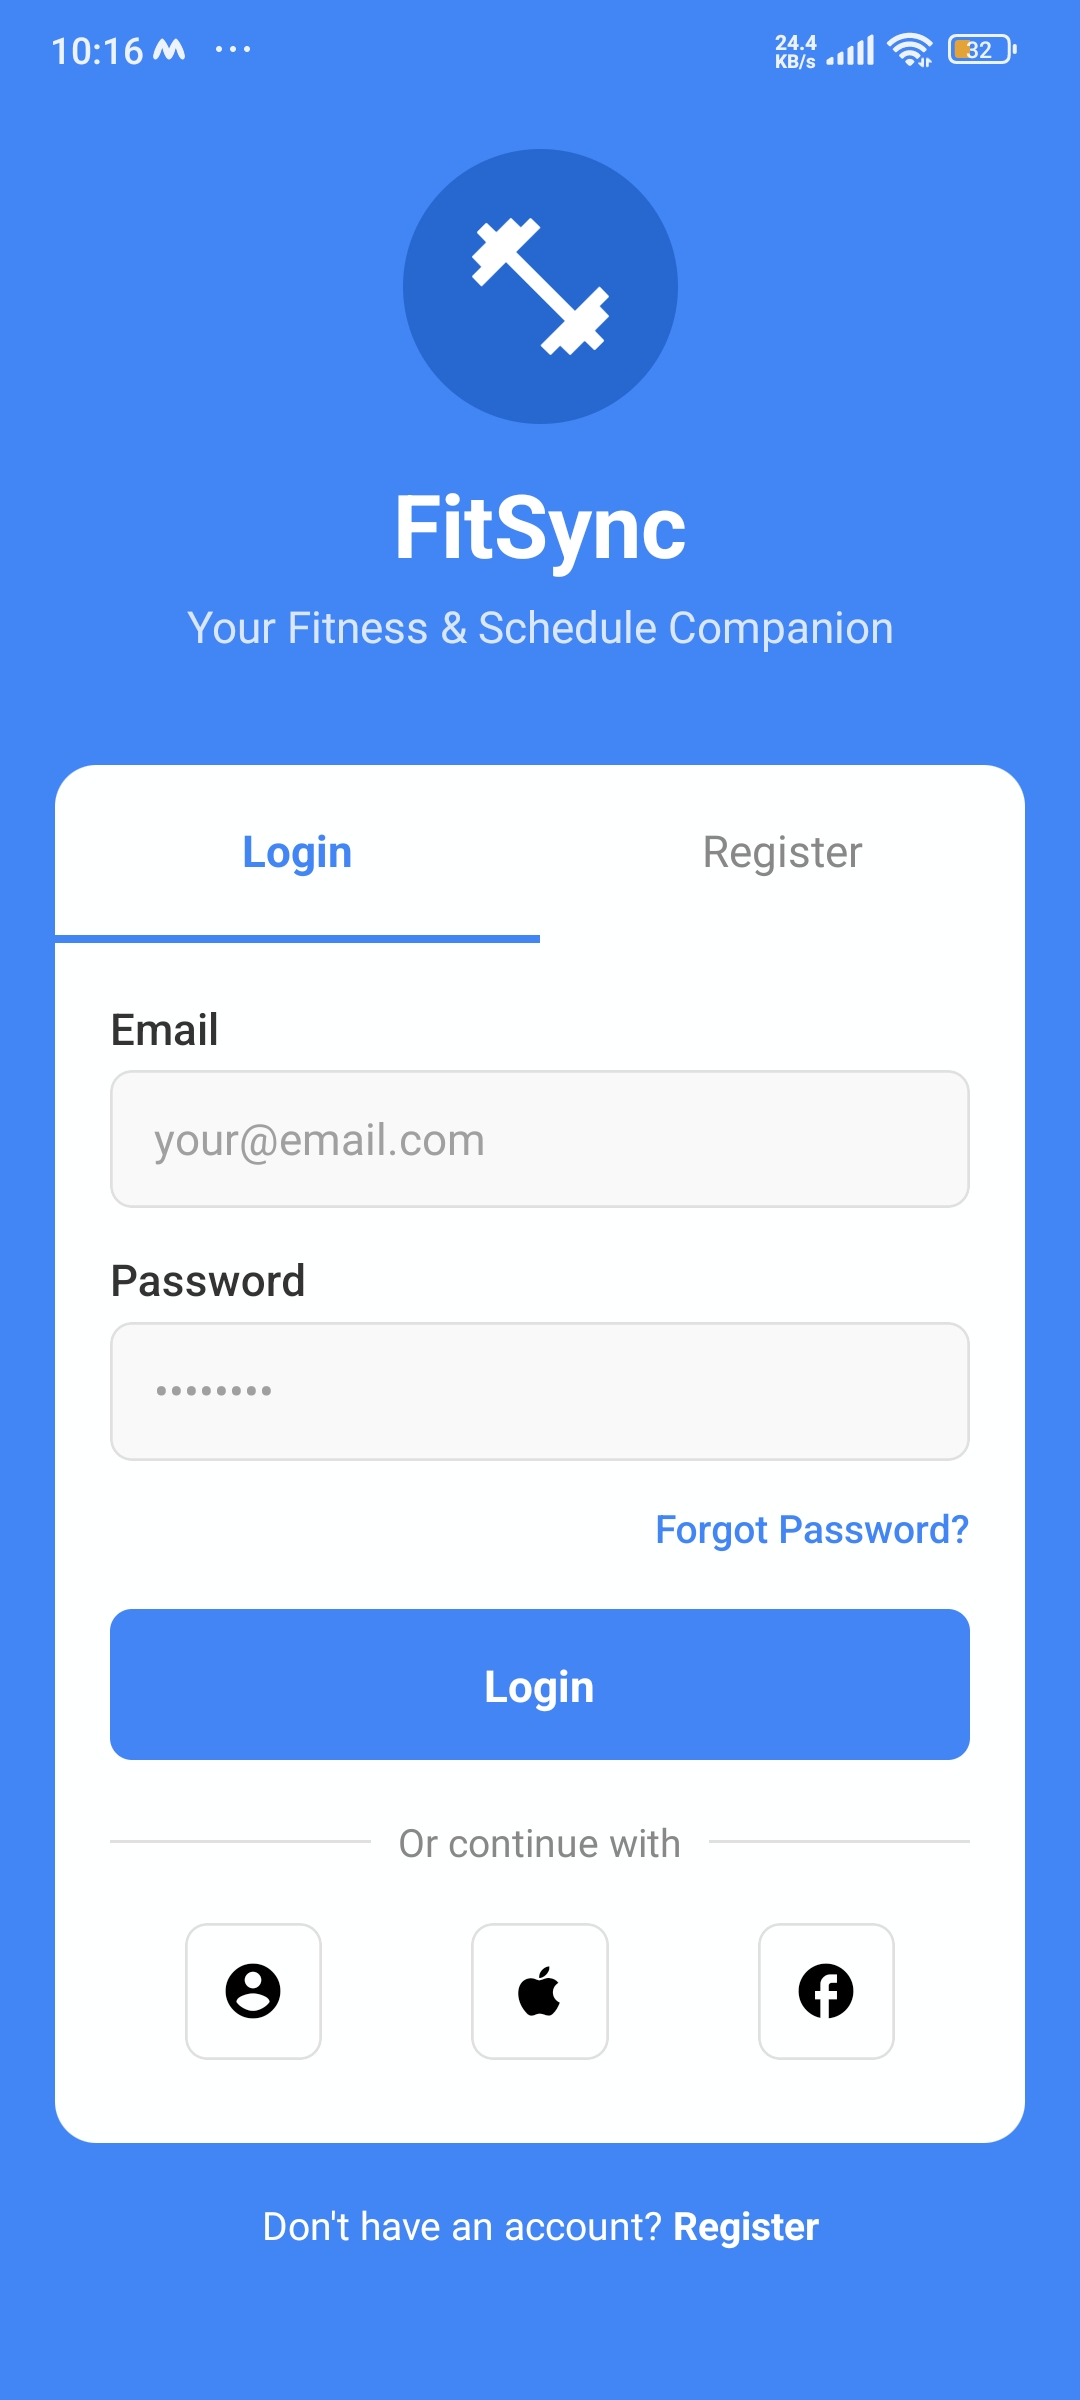 10:16
24.4
KB/s
32
FitSync
Your Fitness & Schedule Companion
Login
Register
Email
your@email.com
Password
••••••••
Forgot Password?
Login
Or continue with
Don't have an account? Register